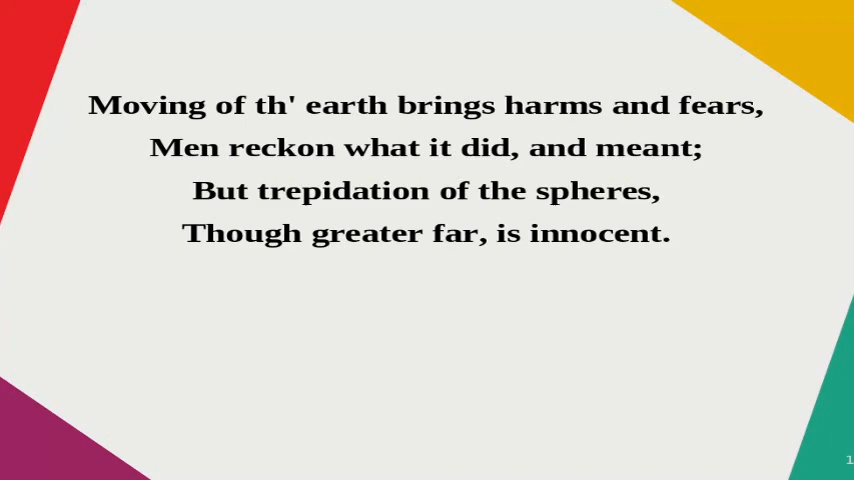 Moving of th' earth brings harms and fears,
Men reckon what it did, and meant;
But trepidation of the spheres,
Though greater far, is innocent.
1